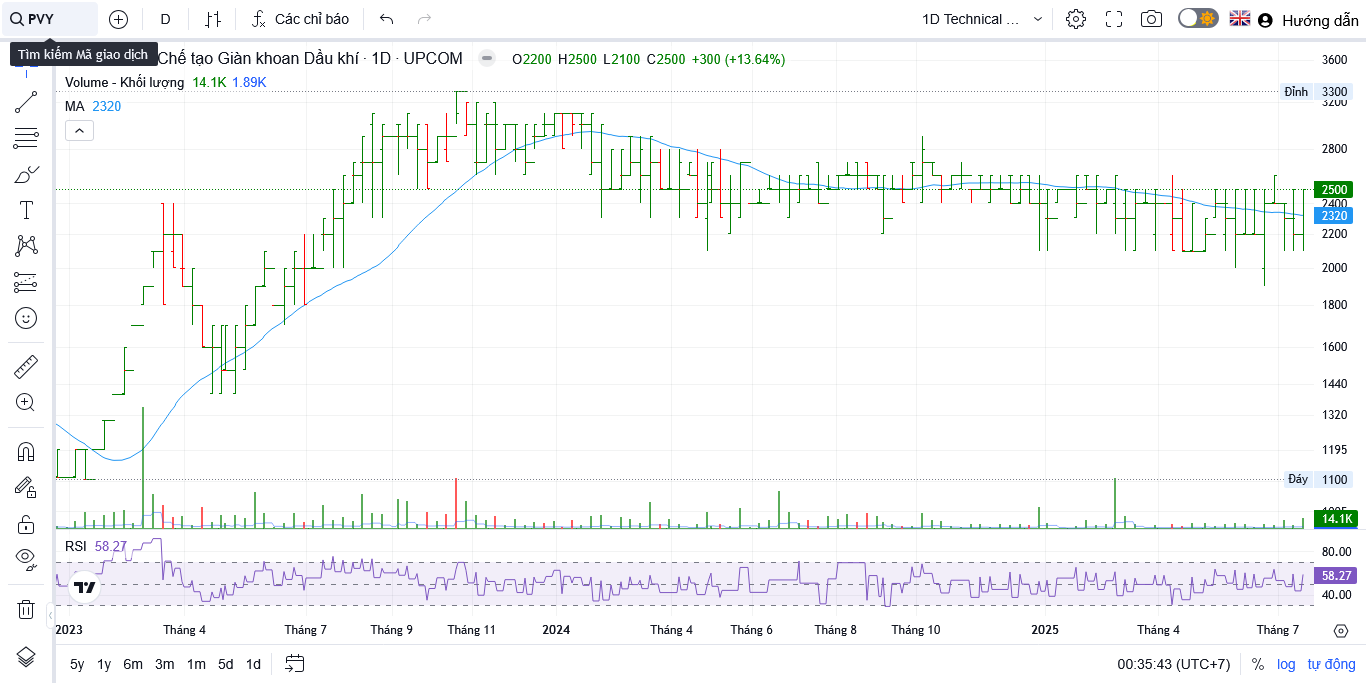 PVY D Các chỉ báo 1D Technical ... Hướng dẫn
Tìm kiếm Mã giao dịch
Chế tạo Giàn khoan Dầu khí · 1D · UPCOM O2200 H2500 L2100 C2500 +300 (+13.64%)
Volume - Khối lượng 14.1K 1.89K
MA 2320
3600
Đỉnh 3300
3200
2800
2500
2400
2320
2200
2000
1800
1600
1440
1320
1195
Đáy 1100
14.1K
RSI 58.27
80.00
58.27
40.00
2023 Tháng 4 Tháng 7 Tháng 9 Tháng 11 2024 Tháng 4 Tháng 6 Tháng 8 Tháng 10 2025 Tháng 4 Tháng 7
5y 1y 6m 3m 1m 5d 1d 00:35:43 (UTC+7) % log tự động